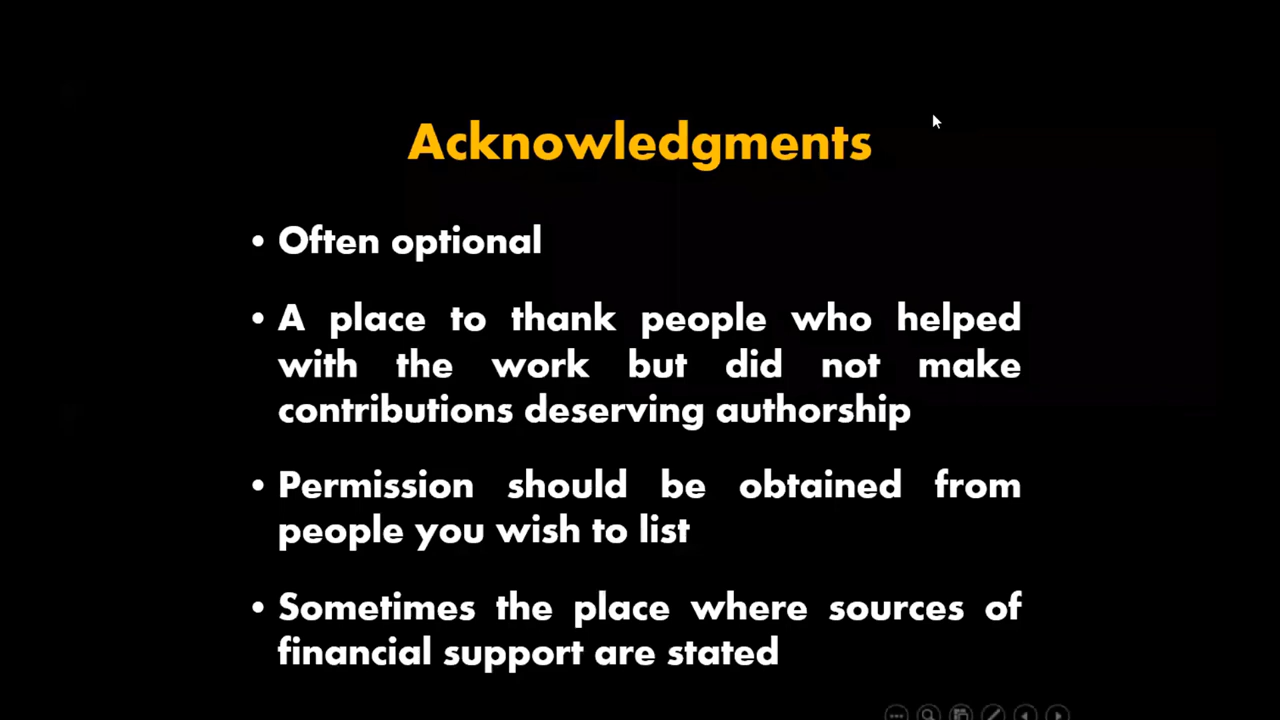 Acknowledgments
• Often optional
• A place to thank people who helped
with the work but did not make
contributions deserving authorship
• Permission should be obtained from
people you wish to list
• Sometimes the place where sources of
financial support are stated